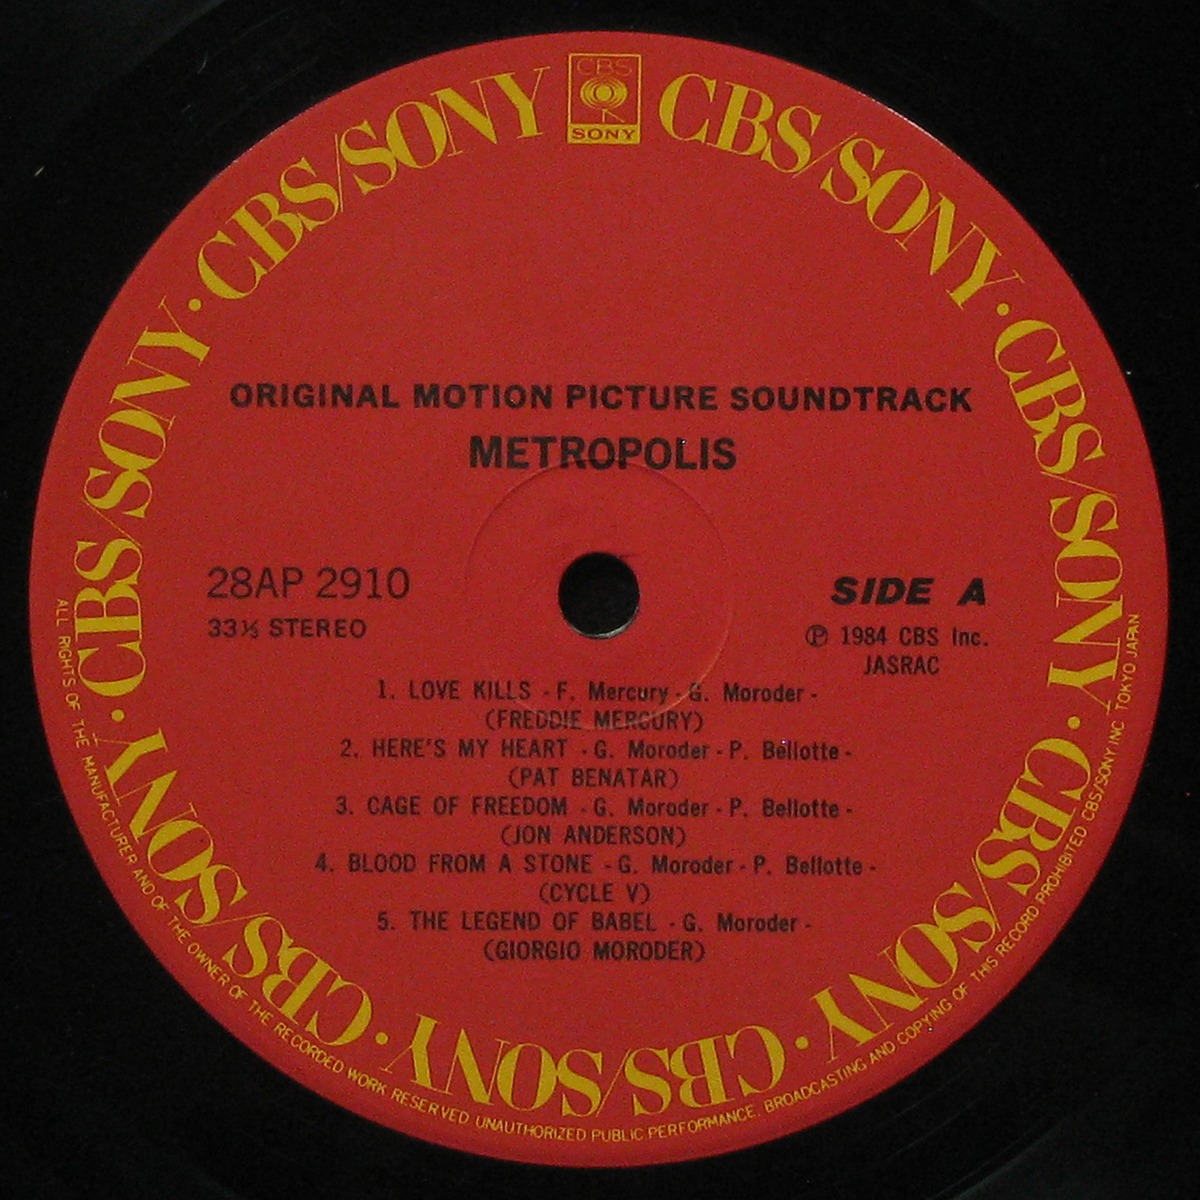 CBS
SONY
CBS/SONY · CBS/SONY · CBS/SONY · CBS/SONY · CBS/SONY · CBS/SONY · CBS/SONY · CBS/SONY
ORIGINAL MOTION PICTURE SOUNDTRACK
METROPOLIS
28AP 2910
33⅓ STEREO
SIDE A
Ⓟ 1984 CBS Inc.
JASRAC
1. LOVE KILLS - F. Mercury - G. Moroder -
(FREDDIE MERCURY)
2. HERE'S MY HEART - G. Moroder - P. Bellotte -
(PAT BENATAR)
3. CAGE OF FREEDOM - G. Moroder - P. Bellotte -
(JON ANDERSON)
4. BLOOD FROM A STONE - G. Moroder - P. Bellotte -
(CYCLE V)
5. THE LEGEND OF BABEL - G. Moroder -
(GIORGIO MORODER)
ALL RIGHTS OF THE MANUFACTURER AND OF THE OWNER OF THE RECORDED WORK RESERVED UNAUTHORIZED PUBLIC PERFORMANCE, BROADCASTING AND COPYING OF THIS RECORD PROHIBITED CBS/SONY INC TOKYO JAPAN